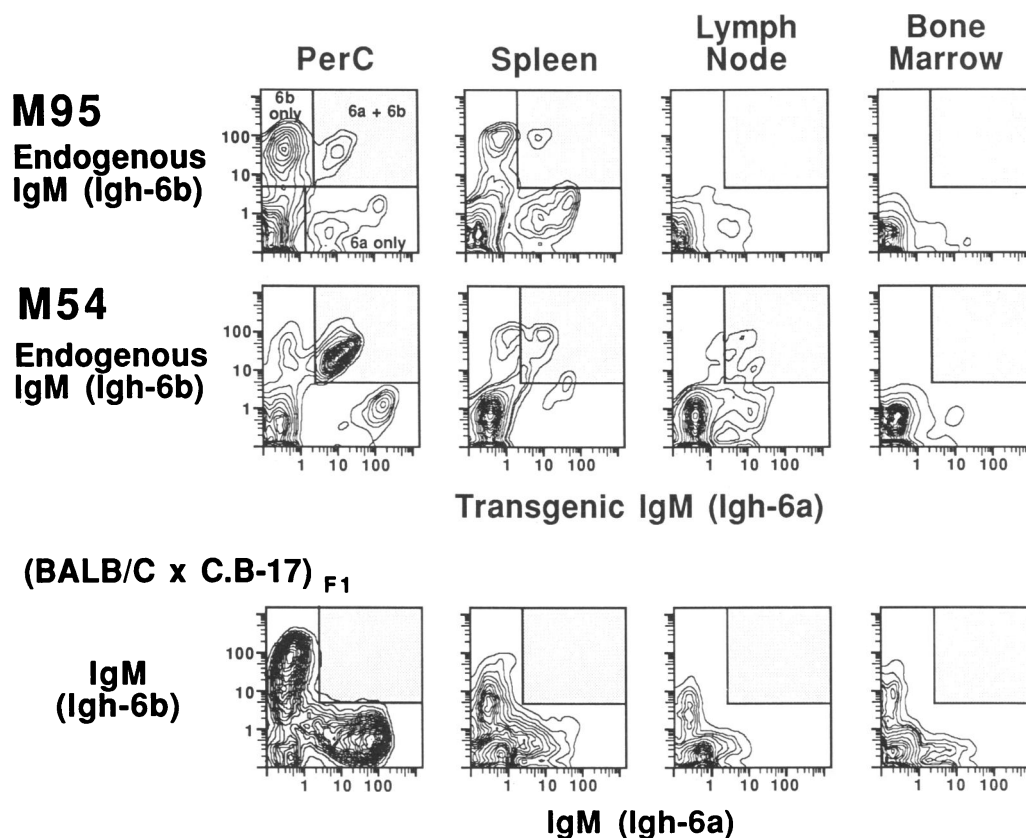 PerC Spleen Lymph Node Bone Marrow
M95
Endogenous
IgM (Igh-6b)
100
10
1
6b only
6a + 6b
6a only
M54
Endogenous
IgM (Igh-6b)
100
10
1
1 10 100 1 10 100 1 10 100 1 10 100
Transgenic IgM (Igh-6a)
(BALB/C x C.B-17) F1
IgM
(Igh-6b)
100
10
1
1 10 100 1 10 100 1 10 100 1 10 100
IgM (Igh-6a)